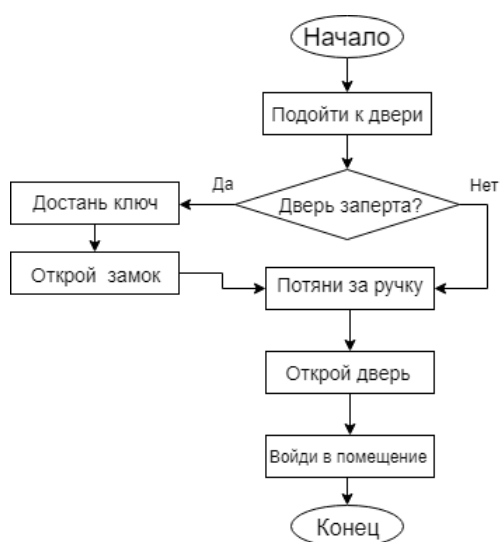 Начало
Подойти к двери
Дверь заперта?
Да
Нет
Достань ключ
Открой замок
Потяни за ручку
Открой дверь
Войди в помещение
Конец